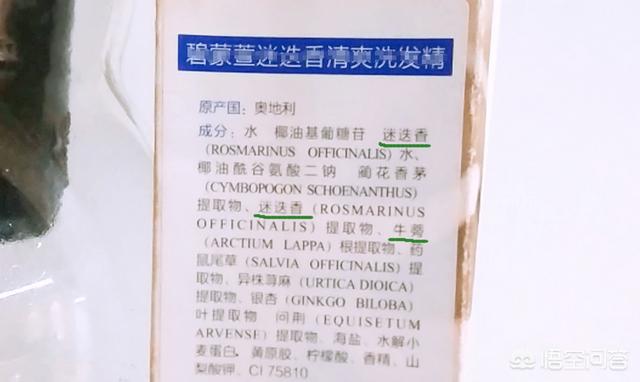 碧蒙萱迷迭香清爽洗发精
原产国：奥地利
成分：水 椰油基葡糖苷 迷迭香
(ROSMARINUS OFFICINALIS)水、
椰油酰谷氨酸二钠 蔺花香茅
(CYMBOPOGON SCHOENANTHUS)
提取物、迷迭香(ROSMARINUS
OFFICINALIS)提取物、牛蒡
(ARCTIUM LAPPA)根提取物、药
鼠尾草(SALVIA OFFICINALIS)提
取物、异株荨麻(URTICA DIOICA)
提取物、银杏(GINKGO BILOBA)
叶提取物 问荆(EQUISETUM
ARVENSE)提取物、海盐、水解小
麦蛋白、黄原胶、柠檬酸、香精、山
梨酸钾、CI 75810
悟空问答